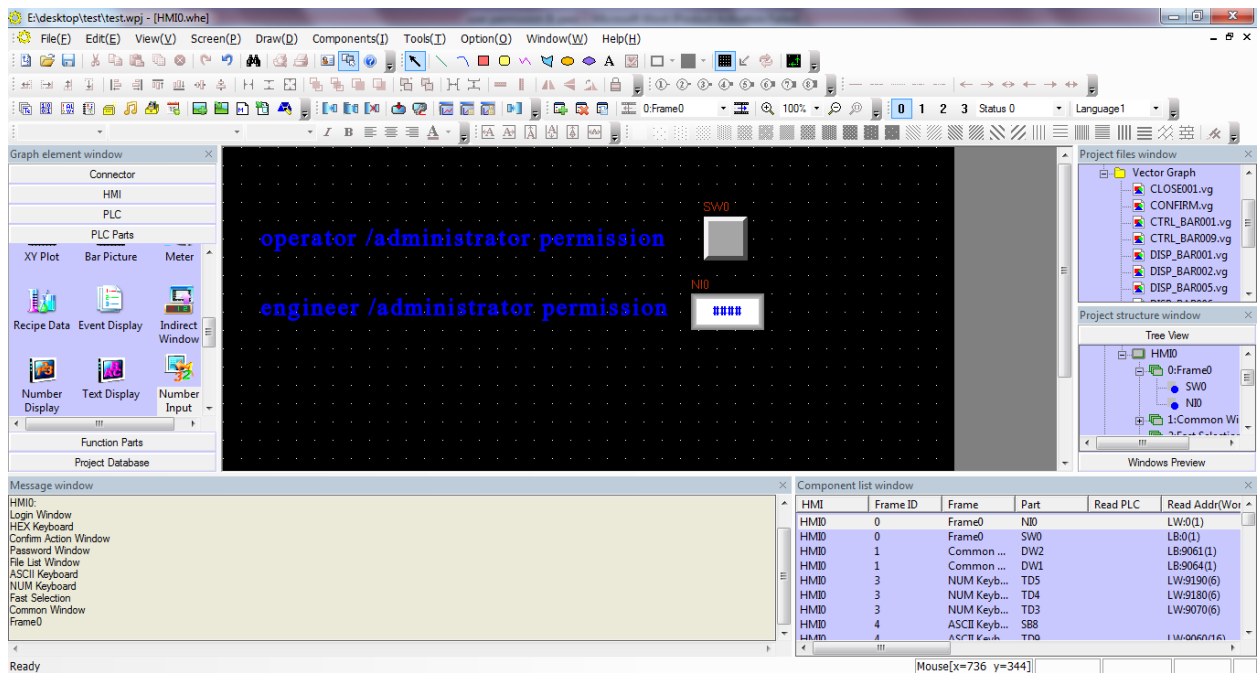 E:\desktop\test\test.wpj - [HMI0.whe]
File(F) Edit(E) View(V) Screen(P) Draw(D) Components(I) Tools(T) Option(O) Window(W) Help(H)
0:Frame0 100% 0 1 2 3 Status 0 Language1
Graph element window
Connector
HMI
PLC
PLC Parts
XY Plot Bar Picture Meter
Recipe Data Event Display Indirect Window
Number Display Text Display Number Input
Function Parts
Project Database
SW0
operator /administrator permission
NI0
engineer /administrator permission ####
Project files window
Vector Graph
CLOSE001.vg
CONFIRM.vg
CTRL_BAR001.vg
CTRL_BAR009.vg
DISP_BAR001.vg
DISP_BAR002.vg
DISP_BAR005.vg
Project structure window
Tree View
HMI0
0:Frame0
SW0
NI0
1:Common Wi
Windows Preview
Message window
HMI0:
Login Window
HEX Keyboard
Confirm Action Window
Password Window
File List Window
ASCII Keyboard
NUM Keyboard
Fast Selection
Common Window
Frame0
Component list window
HMI Frame ID Frame Part Read PLC Read Addr(Wor
HMI0 0 Frame0 NI0 LW:0(1)
HMI0 0 Frame0 SW0 LB:0(1)
HMI0 1 Common ... DW2 LB:9061(1)
HMI0 1 Common ... DW1 LB:9064(1)
HMI0 3 NUM Keyb... TD5 LW:9190(6)
HMI0 3 NUM Keyb... TD4 LW:9180(6)
HMI0 3 NUM Keyb... TD3 LW:9070(6)
HMI0 4 ASCII Keyb... SB8
HMI0 4 ASCII Keyb... TD9 LW:9060(16)
Ready Mouse[x=736 y=344]